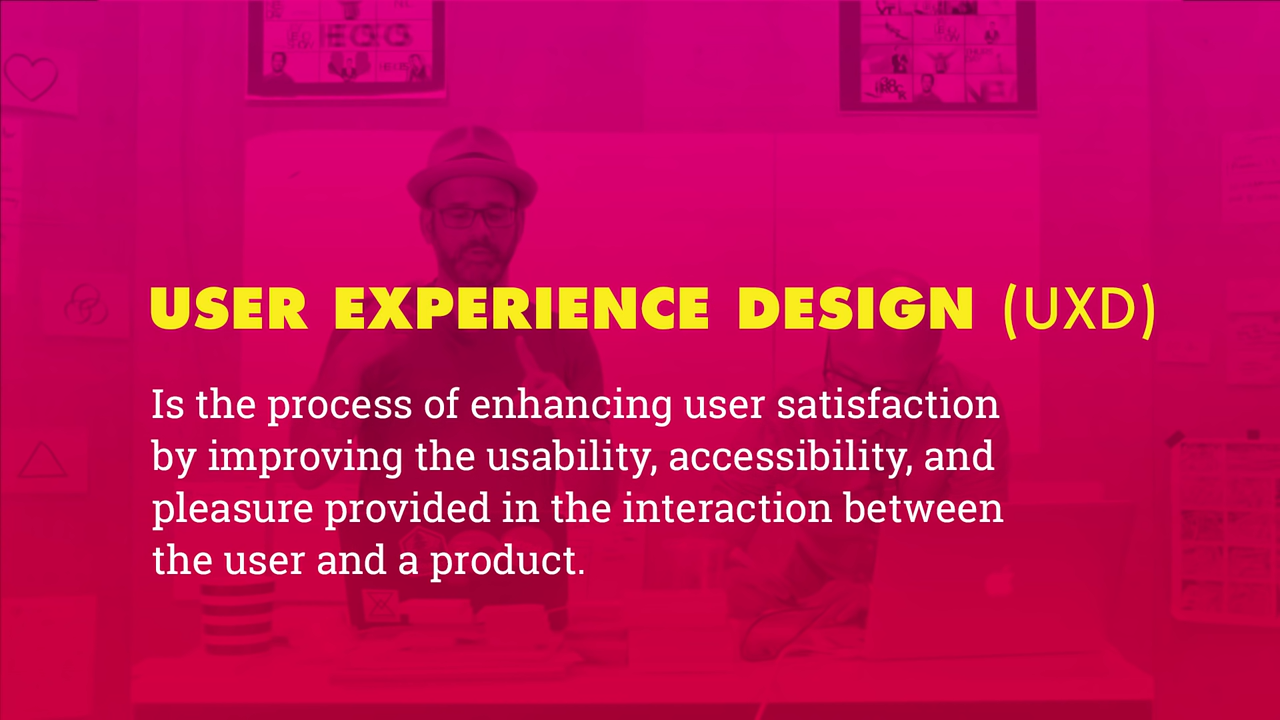 USER EXPERIENCE DESIGN (UXD)
Is the process of enhancing user satisfaction
by improving the usability, accessibility, and
pleasure provided in the interaction between
the user and a product.